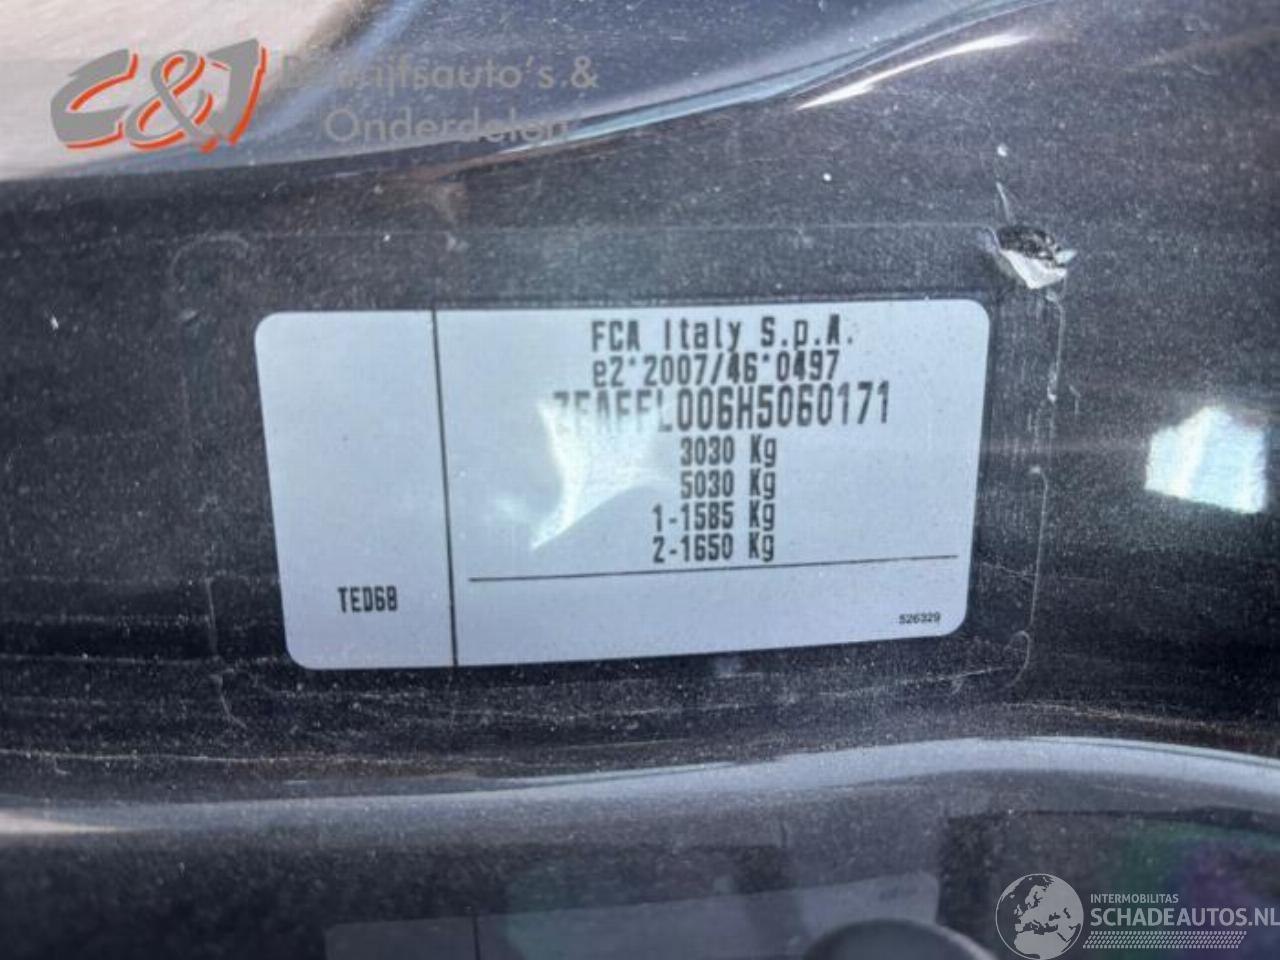 C&J Bedrijfsauto's &
Onderdelen
FCA Italy S.p.A.
e2*2007/46*0497
ZFAFFL006H5060171
3030 Kg
5030 Kg
1-1585 Kg
2-1650 Kg
TED6B
526329
INTERMOBILITAS
SCHADEAUTOS.NL